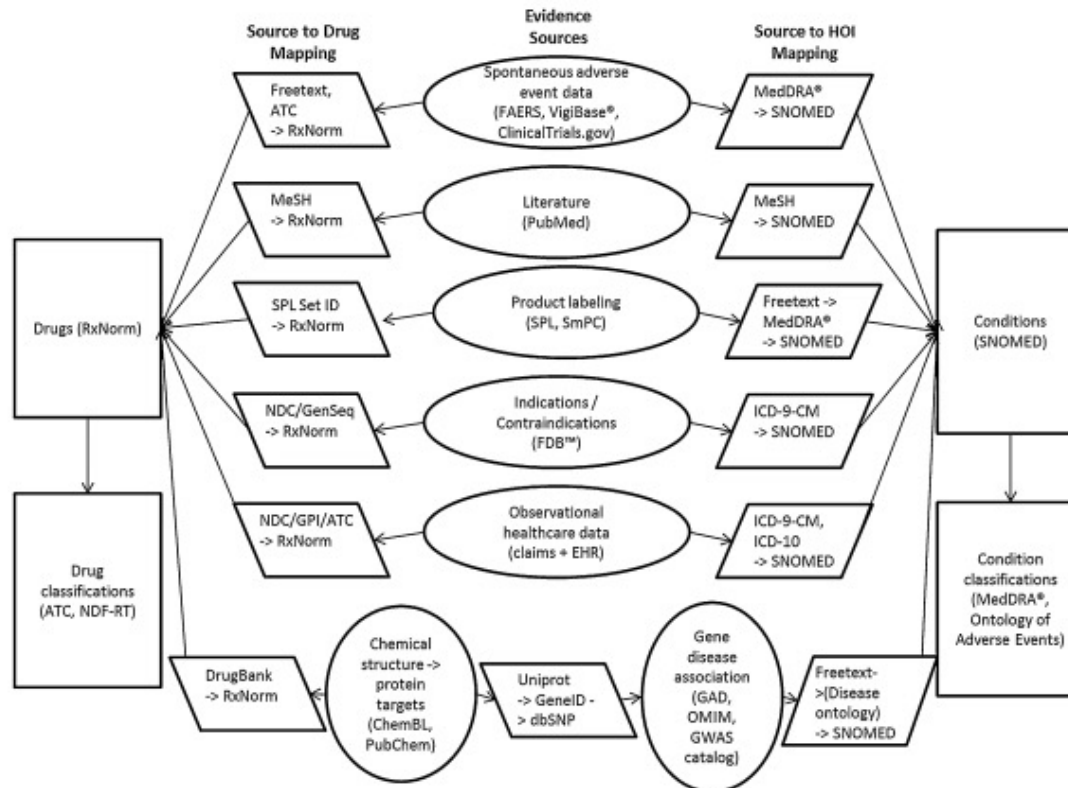 Source to Drug
Mapping
Evidence
Sources
Source to HOI
Mapping
Freetext,
ATC
-> RxNorm
Spontaneous adverse
event data
(FAERS, VigiBase®,
ClinicalTrials.gov)
MedDRA®
-> SNOMED
MeSH
-> RxNorm
Literature
(PubMed)
MeSH
-> SNOMED
Drugs (RxNorm)
SPL Set ID
-> RxNorm
Product labeling
(SPL, SmPC)
Freetext ->
MedDRA®
-> SNOMED
Conditions
(SNOMED)
NDC/GenSeq
-> RxNorm
Indications /
Contraindications
(FDB™)
ICD-9-CM
-> SNOMED
NDC/GPI/ATC
-> RxNorm
Observational
healthcare data
(claims + EHR)
ICD-9-CM,
ICD-10
-> SNOMED
Drug
classifications
(ATC, NDF-RT)
Condition
classifications
(MedDRA®,
Ontology of
Adverse Events)
DrugBank
-> RxNorm
Chemical
structure ->
protein
targets
(ChemBL,
PubChem)
Uniprot
-> GeneID -
> dbSNP
Gene
disease
association
(GAD,
OMIM,
GWAS
catalog)
Freetext-
>(Disease
ontology)
-> SNOMED